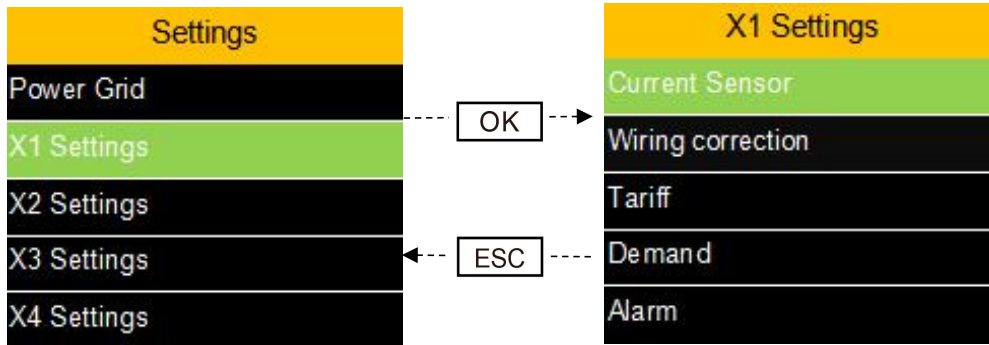 Settings
Power Grid
X1 Settings
X2 Settings
X3 Settings
X4 Settings
OK
ESC
X1 Settings
Current Sensor
Wiring correction
Tariff
Demand
Alarm